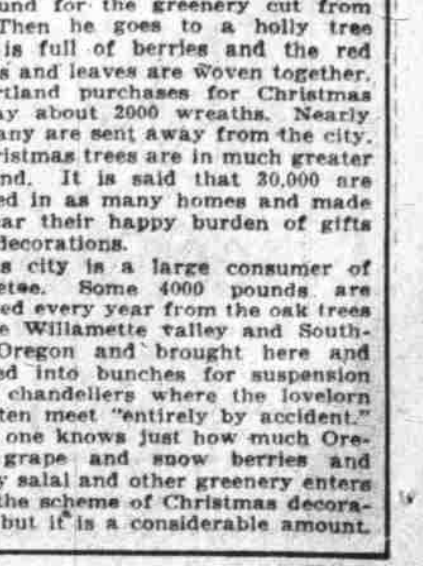 und for the greenery cut from
Then he goes to a holly tree
is full of berries and the red
s and leaves are woven together.
rtland purchases for Christmas
ay about 2000 wreaths. Nearly
any are sent away from the city.
ristmas trees are in much greater
nd. It is said that 30,000 are
ed in as many homes and made
ar their happy burden of gifts
decorations.
s city is a large consumer of
etoe. Some 4000 pounds are
ed every year from the oak trees
e Willamette valley and South-
Oregon and brought here and
ed into bunches for suspension
chandeliers where the lovelorn
ten meet "entirely by accident."
one knows just how much Ore-
grape and snow berries and
y salal and other greenery enters
the scheme of Christmas decora-
but it is a considerable amount.